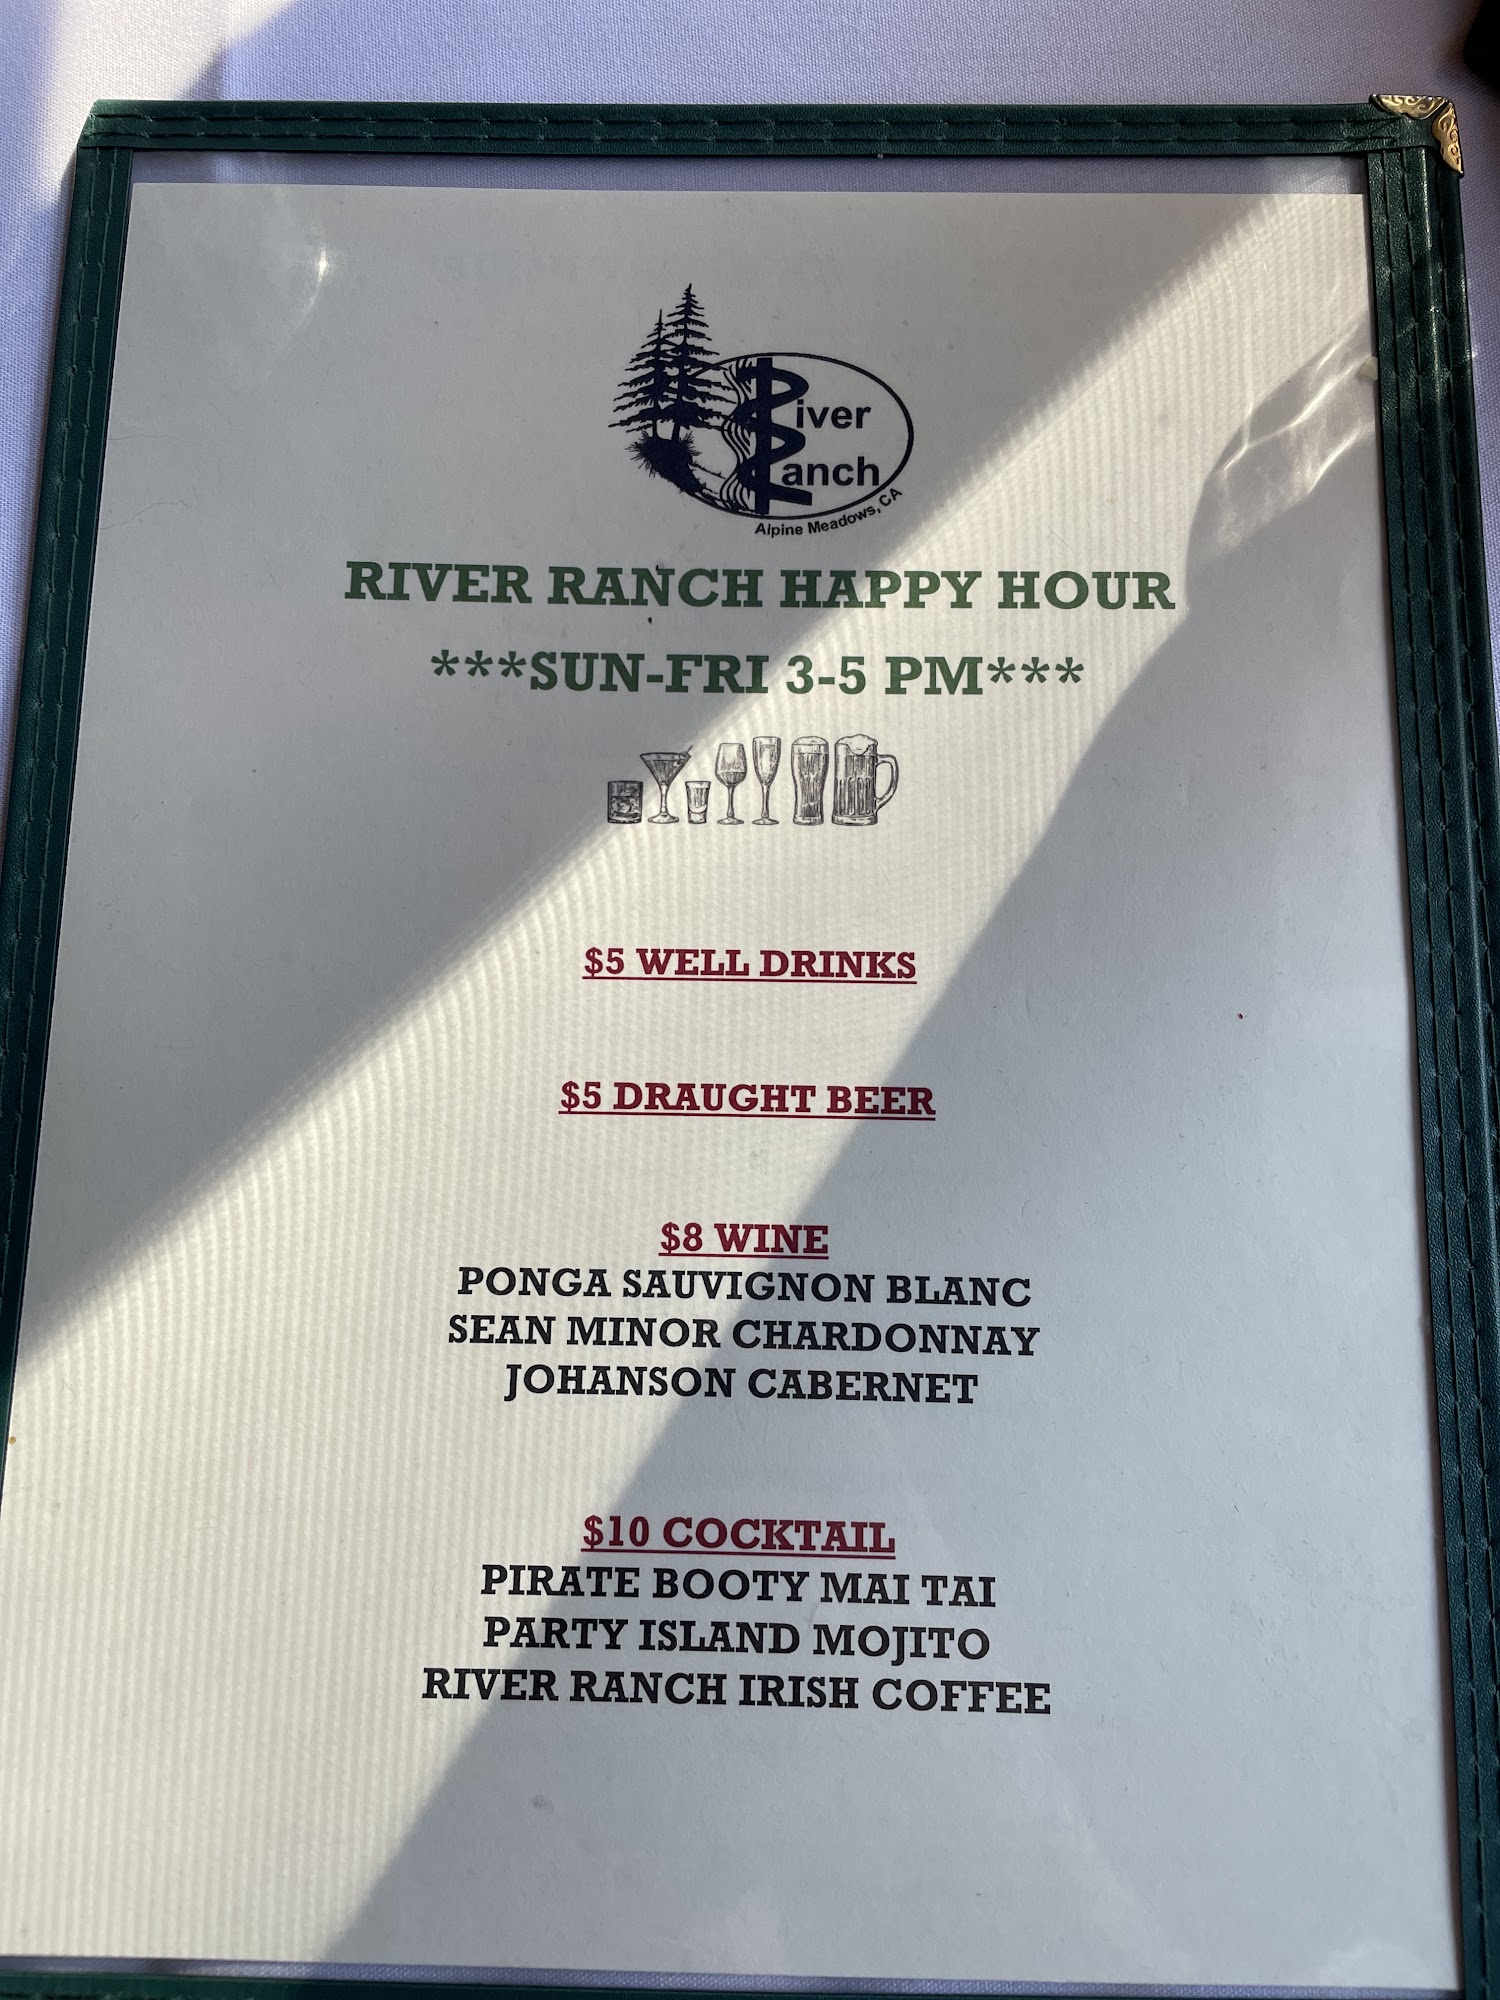 River
Ranch
Alpine Meadows, CA
RIVER RANCH HAPPY HOUR
***SUN-FRI 3-5 PM***
$5 WELL DRINKS
$5 DRAUGHT BEER
$8 WINE
PONGA SAUVIGNON BLANC
SEAN MINOR CHARDONNAY
JOHANSON CABERNET
$10 COCKTAIL
PIRATE BOOTY MAI TAI
PARTY ISLAND MOJITO
RIVER RANCH IRISH COFFEE